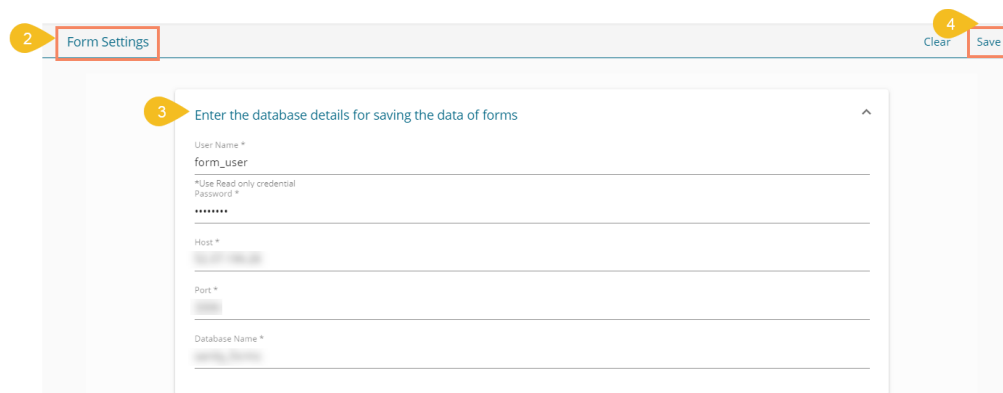 2
Form Settings
Clear
4
Save
3
Enter the database details for saving the data of forms
User Name *
form_user
*Use Read only credential
Password *
••••••••
Host *
Port *
Database Name *